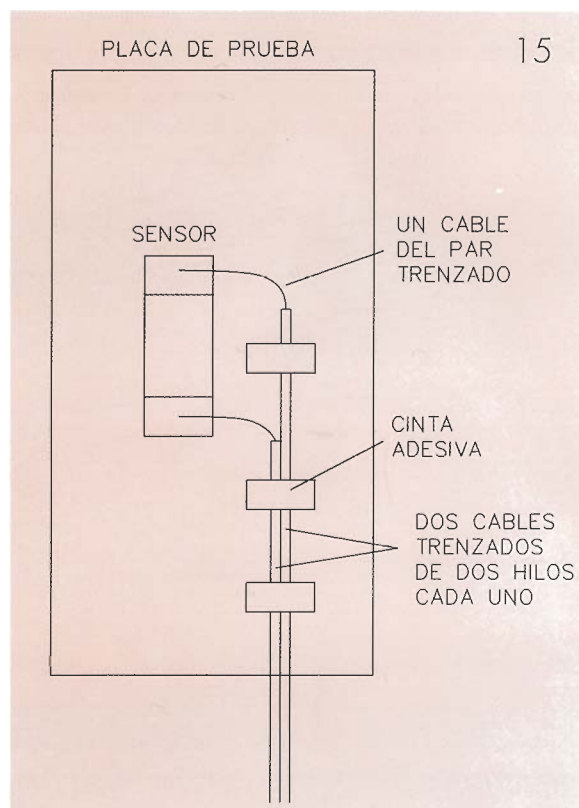 PLACA DE PRUEBA
15
SENSOR
UN CABLE
DEL PAR
TRENZADO
CINTA
ADESIVA
DOS CABLES
TRENZADOS
DE DOS HILOS
CADA UNO